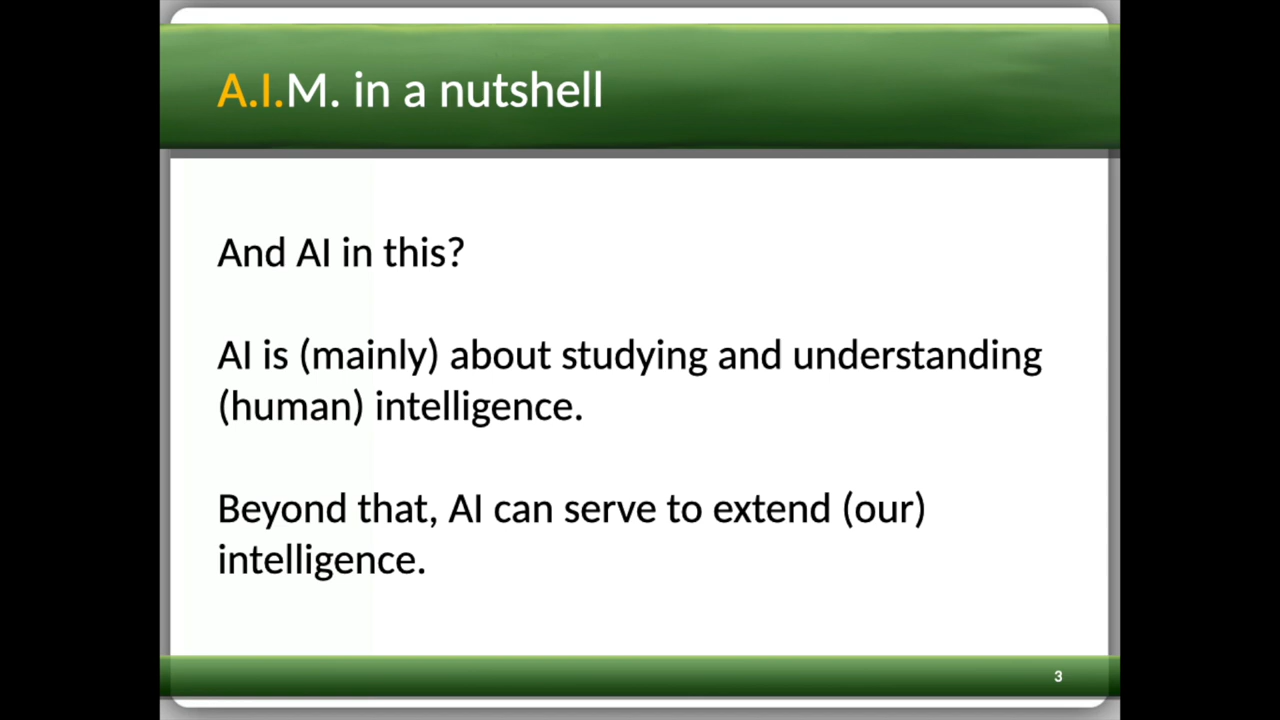 A.I.M. in a nutshell
And AI in this?
AI is (mainly) about studying and understanding
(human) intelligence.
Beyond that, AI can serve to extend (our)
intelligence.
3